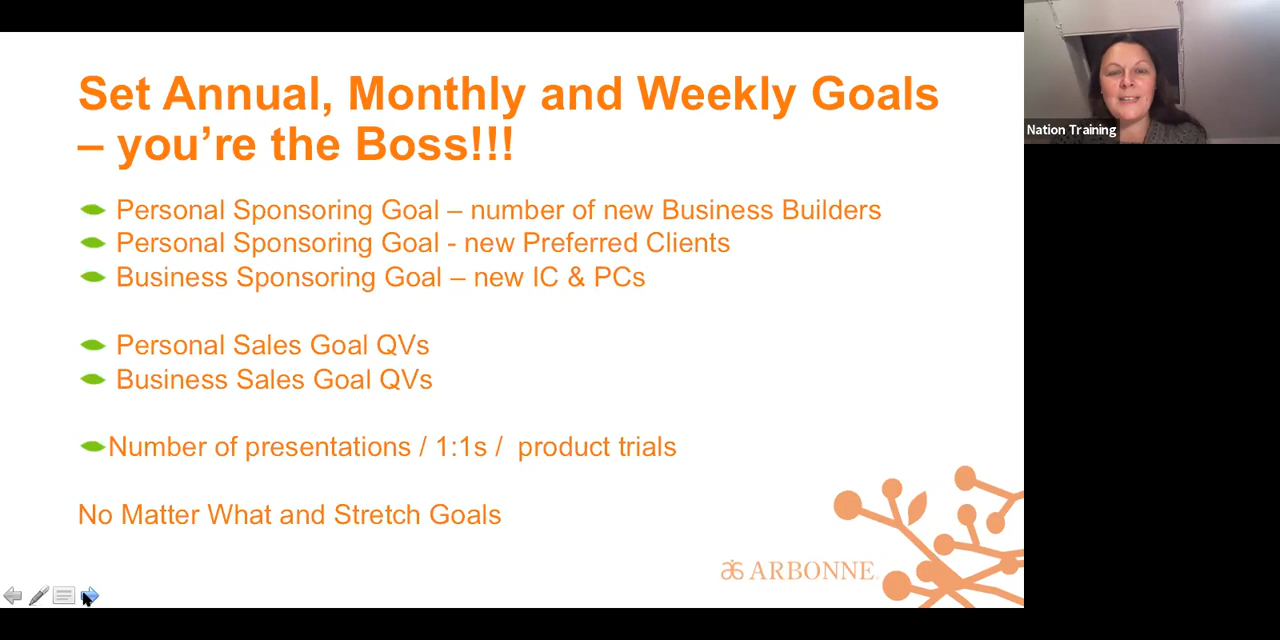 Set Annual, Monthly and Weekly Goals
– you’re the Boss!!!
Personal Sponsoring Goal – number of new Business Builders
Personal Sponsoring Goal - new Preferred Clients
Business Sponsoring Goal – new IC & PCs
Personal Sales Goal QVs
Business Sales Goal QVs
Number of presentations / 1:1s / product trials
No Matter What and Stretch Goals
ARBONNE
Nation Training